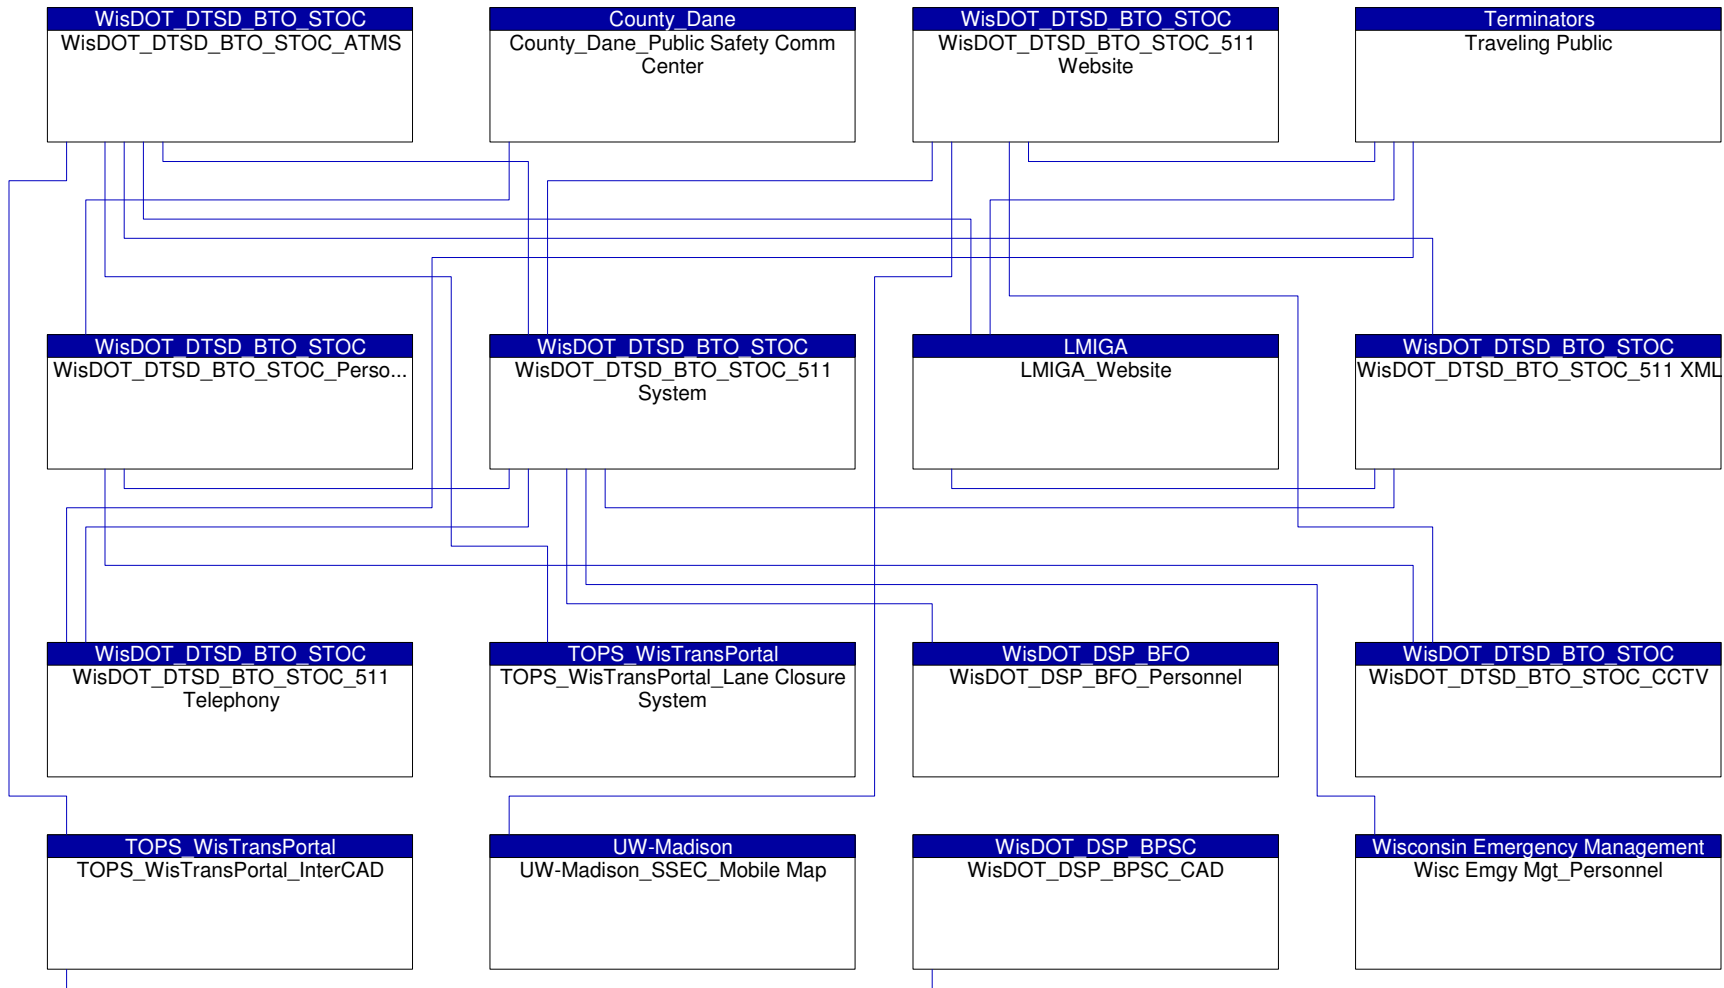 WisDOT_DTSD_BTO_STOC
WisDOT_DTSD_BTO_STOC_ATMS
County_Dane
County_Dane_Public Safety Comm
Center
WisDOT_DTSD_BTO_STOC
WisDOT_DTSD_BTO_STOC_511
Website
Terminators
Traveling Public
WisDOT_DTSD_BTO_STOC
WisDOT_DTSD_BTO_STOC_Perso...
WisDOT_DTSD_BTO_STOC
WisDOT_DTSD_BTO_STOC_511
System
LMIGA
LMIGA_Website
WisDOT_DTSD_BTO_STOC
WisDOT_DTSD_BTO_STOC_511 XML
WisDOT_DTSD_BTO_STOC
WisDOT_DTSD_BTO_STOC_511
Telephony
TOPS_WisTransPortal
TOPS_WisTransPortal_Lane Closure
System
WisDOT_DSP_BFO
WisDOT_DSP_BFO_Personnel
WisDOT_DTSD_BTO_STOC
WisDOT_DTSD_BTO_STOC_CCTV
TOPS_WisTransPortal
TOPS_WisTransPortal_InterCAD
UW-Madison
UW-Madison_SSEC_Mobile Map
WisDOT_DSP_BPSC
WisDOT_DSP_BPSC_CAD
Wisconsin Emergency Management
Wisc Emgy Mgt_Personnel